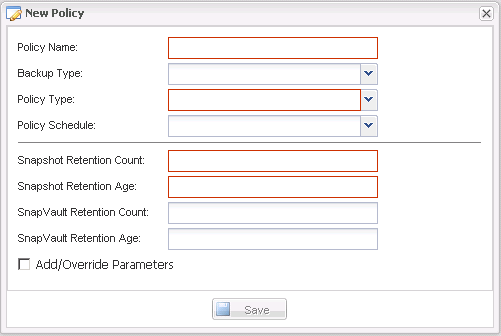 New Policy
Policy Name:
Backup Type:
Policy Type:
Policy Schedule:
Snapshot Retention Count:
Snapshot Retention Age:
SnapVault Retention Count:
SnapVault Retention Age:
Add/Override Parameters
Save